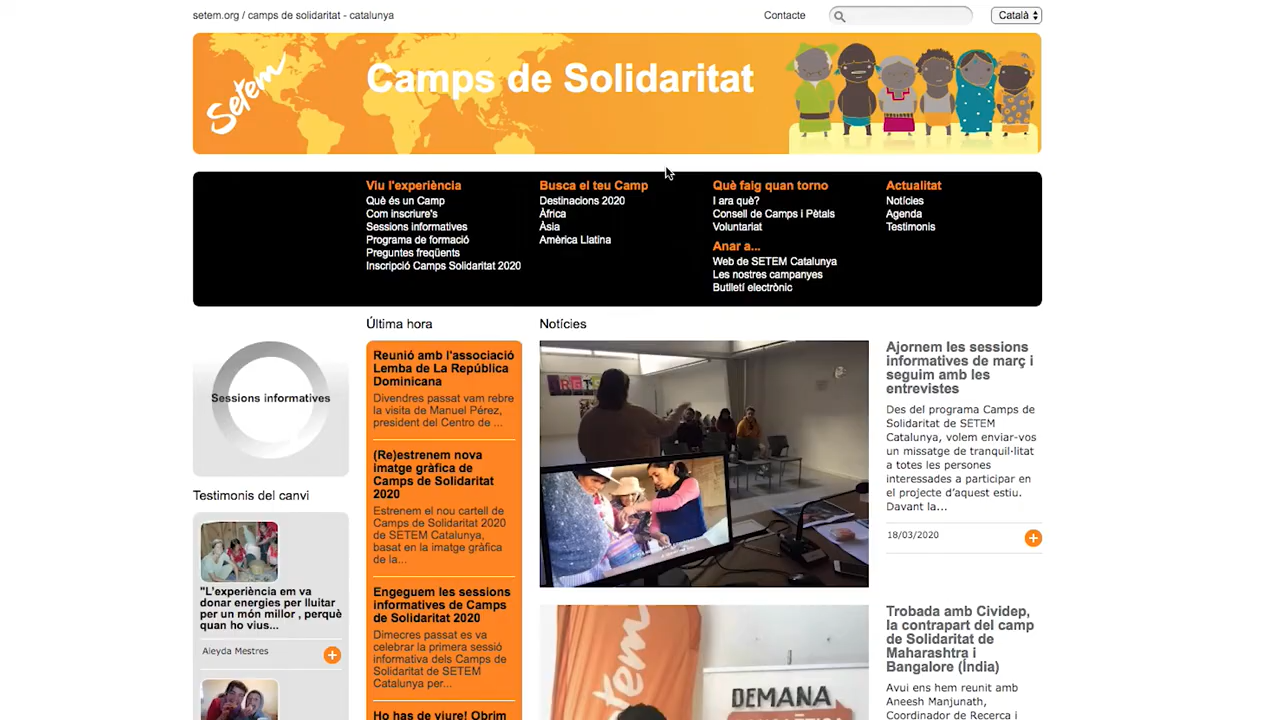 setem.org / camps de solidaritat - catalunya
Contacte
Català
Setem
Camps de Solidaritat
Viu l'experiència
Què és un Camp
Com inscriure's
Sessions informatives
Programa de formació
Preguntes freqüents
Inscripció Camps Solidaritat 2020
Busca el teu Camp
Destinacions 2020
Àfrica
Àsia
Amèrica Llatina
Què faig quan torno
I ara què?
Consell de Camps i Pètals
Voluntariat
Anar a...
Web de SETEM Catalunya
Les nostres campanyes
Butlletí electrònic
Actualitat
Notícies
Agenda
Testimonis
Sessions informatives
Testimonis del canvi
"L'experiència em va
donar energies per lluitar
per un món millor , perquè
quan ho vius...
Aleyda Mestres
Última hora
Reunió amb l'associació
Lemba de La República
Dominicana
Divendres passat vam rebre
la visita de Manuel Pérez,
president del Centro de ...
(Re)estrenem nova
imatge gràfica de
Camps de Solidaritat
2020
Estrenem el nou cartell de
Camps de Solidaritat 2020
de SETEM Catalunya,
basat en la imatge gràfica
de la...
Engeguem les sessions
informatives de Camps
de Solidaritat 2020
Dimecres passat es va
celebrar la primera sessió
informativa dels Camps de
Solidaritat de SETEM
Catalunya per...
Ho has de viure! Obrim
Notícies
Ajornem les sessions
informatives de març i
seguim amb les
entrevistes
Des del programa Camps de
Solidaritat de SETEM
Catalunya, volem enviar-vos
un missatge de tranquil·litat
a totes les persones
interessades a participar en
el projecte d'aquest estiu.
Davant la...
18/03/2020
setem
DEMANA
Trobada amb Cividep,
la contrapart del camp
de Solidaritat de
Maharashtra i
Bangalore (Índia)
Avui ens hem reunit amb
Aneesh Manjunath,
Coordinador de Recerca i